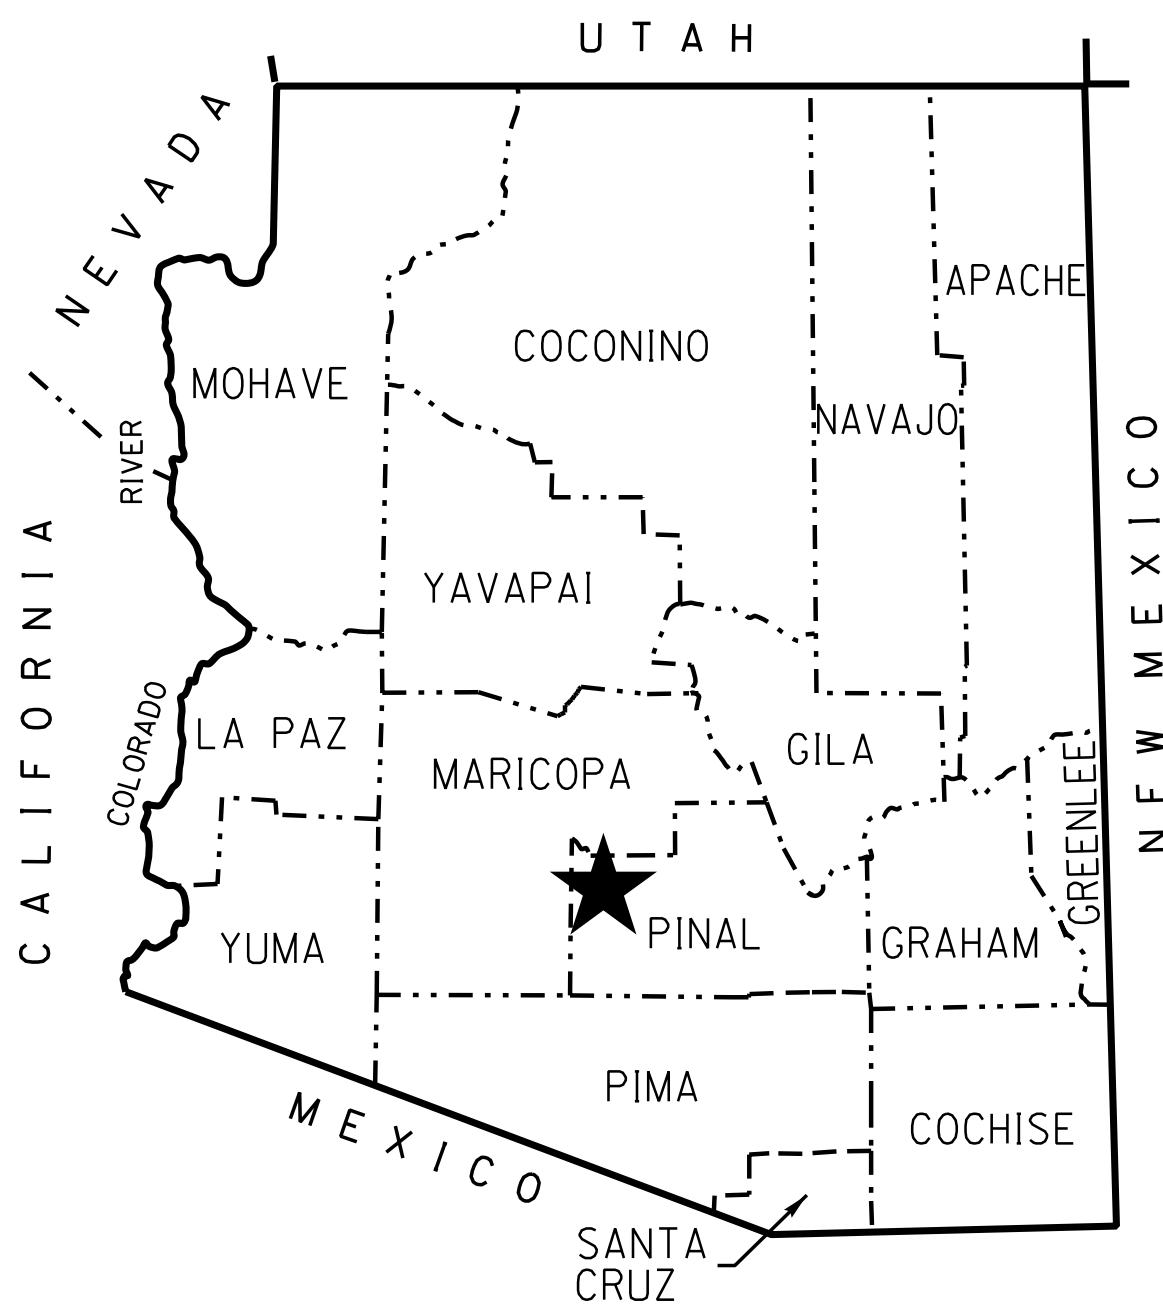 UTAH
NEVADA
APACHE
COCONINO
MOHAVE
NAVAJO
RIVER
CALIFORNIA
NEW MEXICO
YAVAPAI
COLORADO
LA PAZ
GILA
MARICOPA
GREENLEE
PINAL
GRAHAM
YUMA
PIMA
COCHISE
MEXICO
SANTA
CRUZ